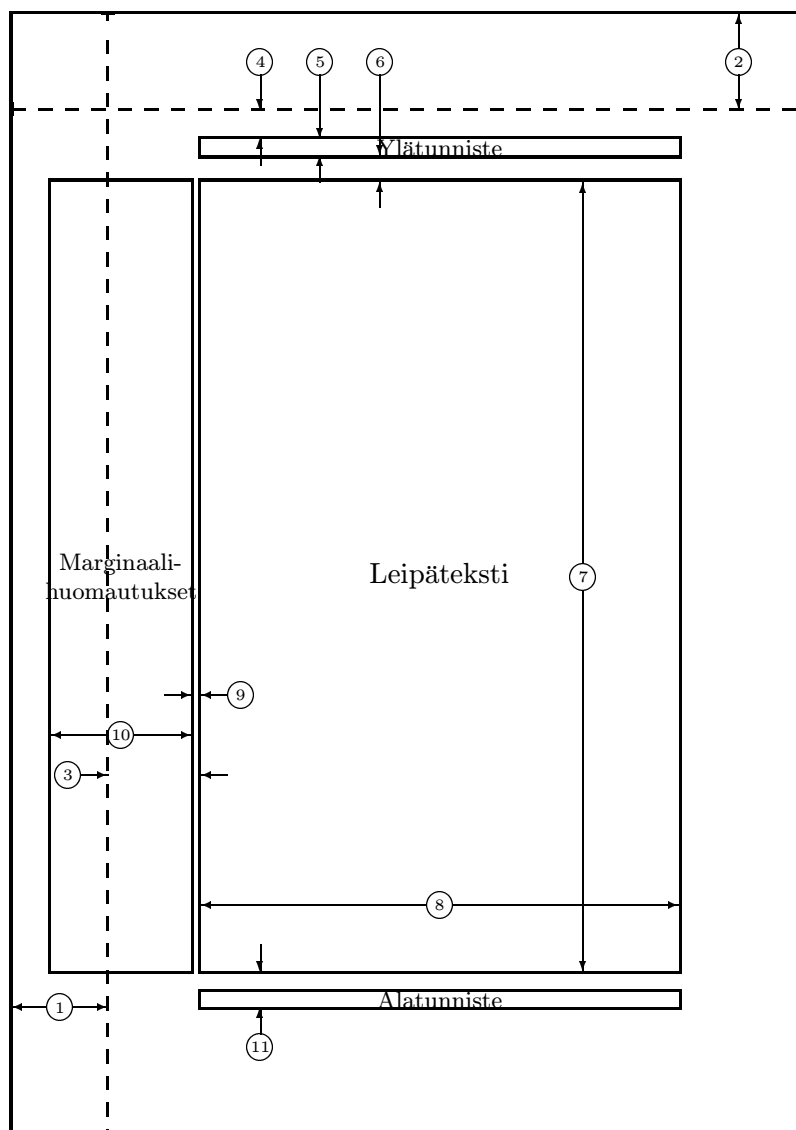 4
5
6
2
Ylätunniste
Marginaali-
huomautukset
Leipäteksti
7
9
10
3
8
Alatunniste
1
11